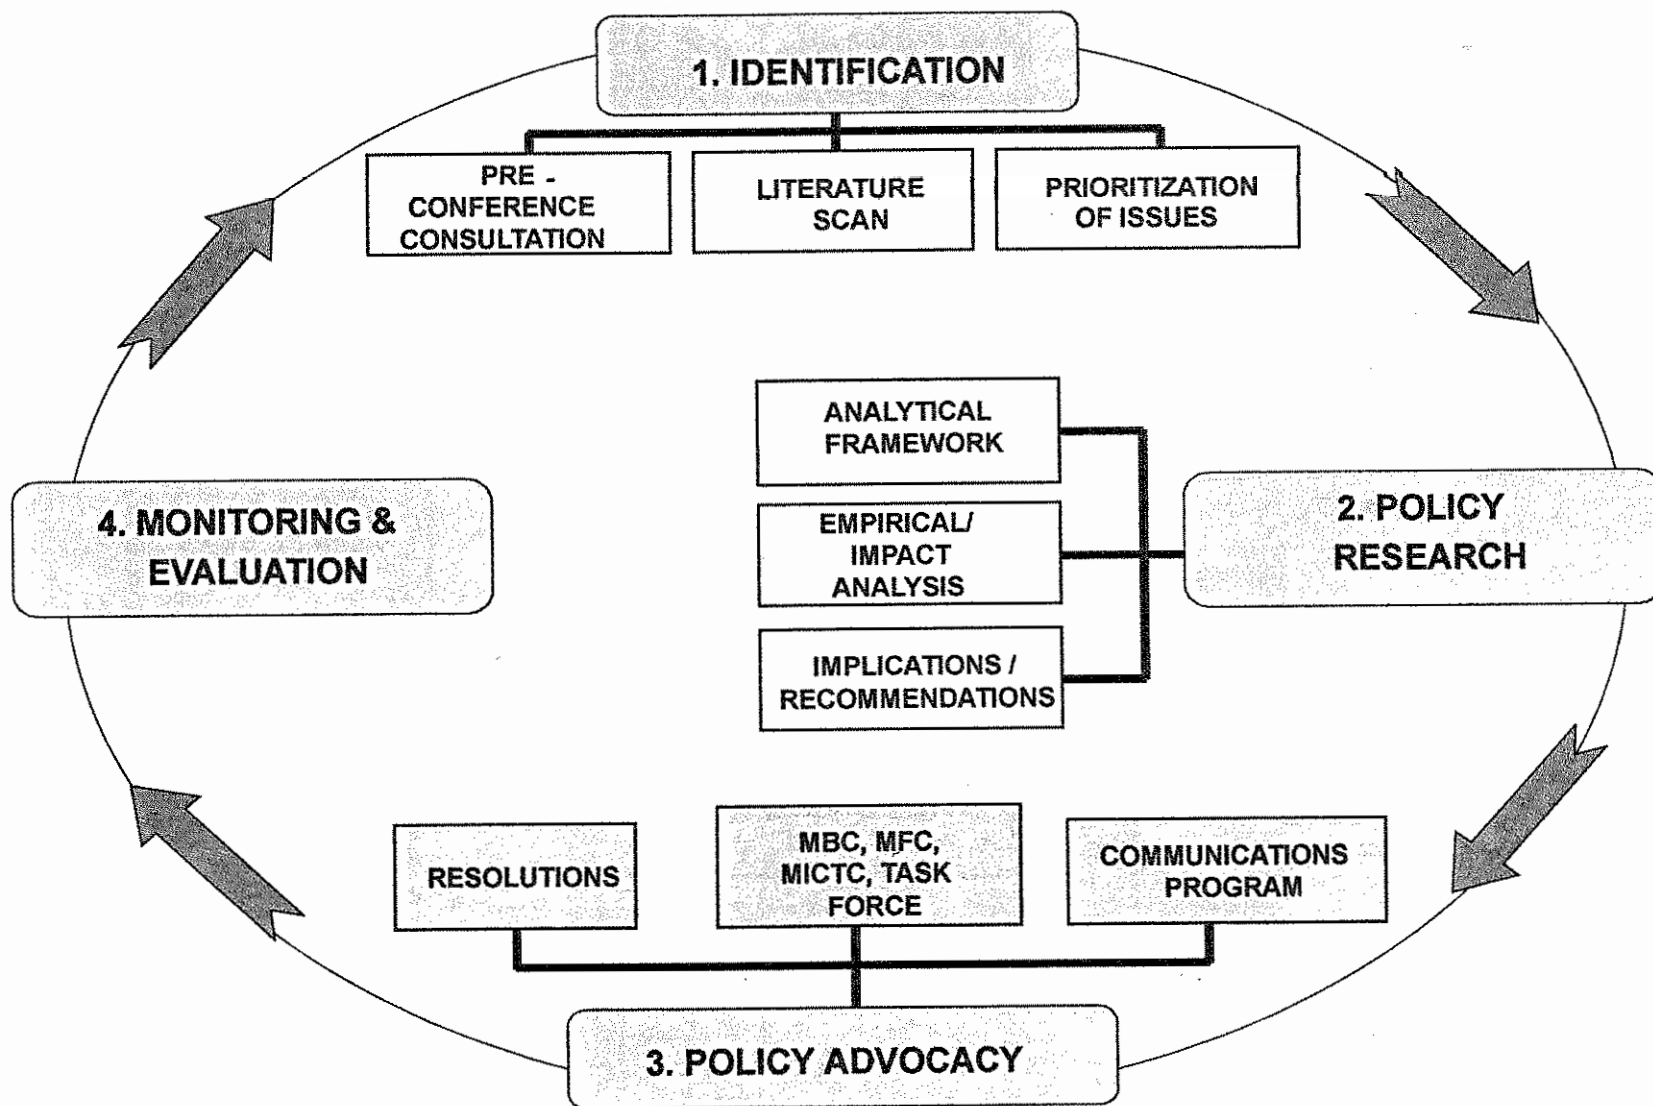 1. IDENTIFICATION
PRE -
CONFERENCE
CONSULTATION
LITERATURE
SCAN
PRIORITIZATION
OF ISSUES
ANALYTICAL
FRAMEWORK
EMPIRICAL/
IMPACT
ANALYSIS
IMPLICATIONS /
RECOMMENDATIONS
2. POLICY
RESEARCH
4. MONITORING &
EVALUATION
RESOLUTIONS
MBC, MFC,
MICTC, TASK
FORCE
COMMUNICATIONS
PROGRAM
3. POLICY ADVOCACY